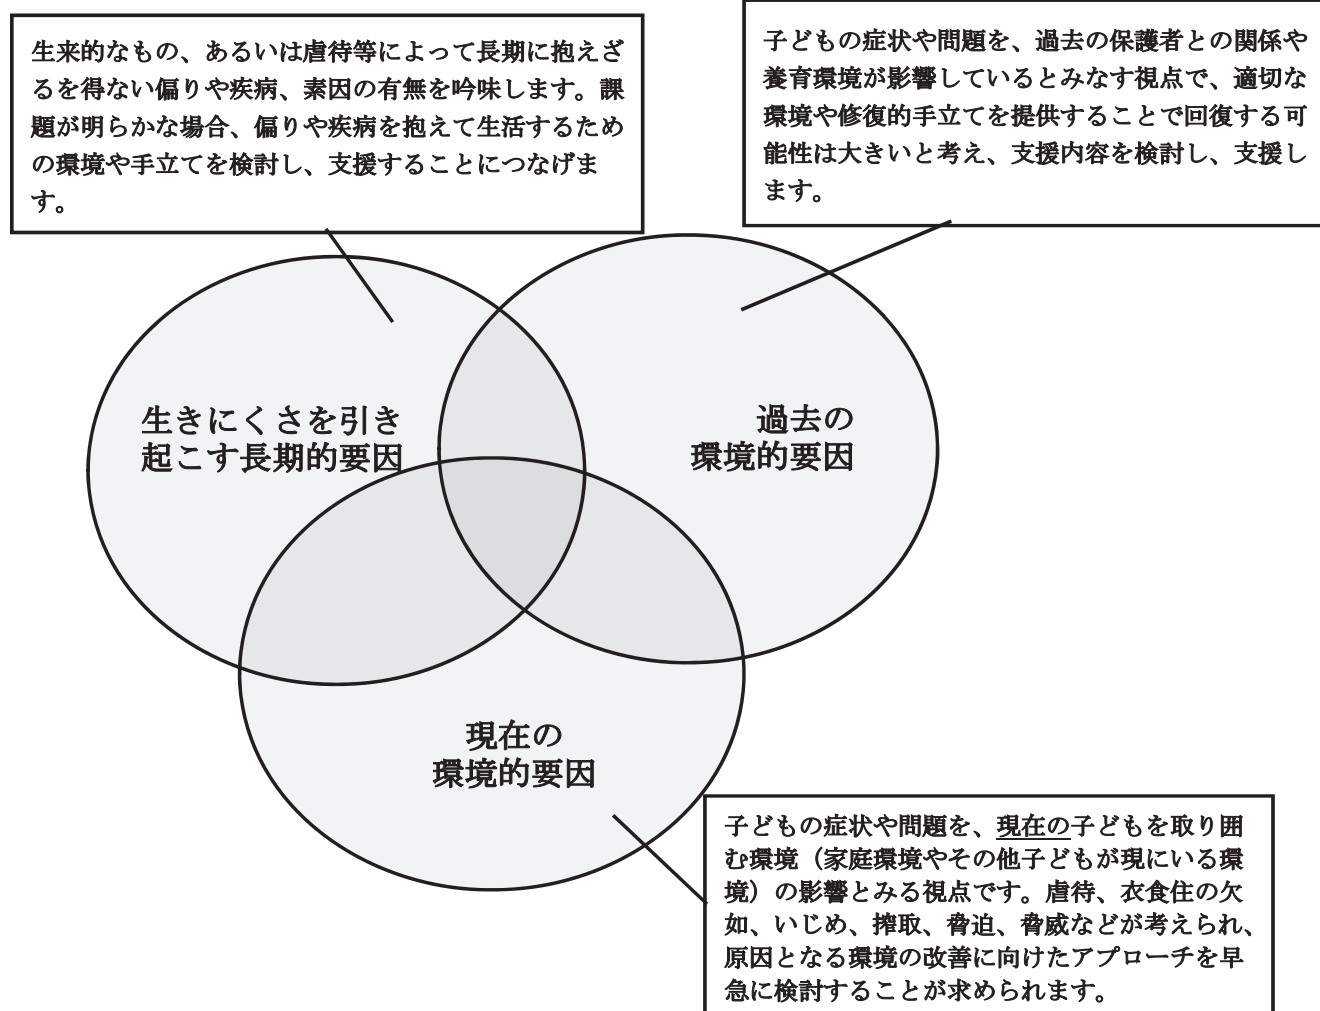 生来的なもの、あるいは虐待等によって長期に抱えざ
るを得ない偏りや疾病、素因の有無を吟味します。課
題が明らかな場合、偏りや疾病を抱えて生活するため
の環境や手立てを検討し、支援することにつなげま
す。
子どもの症状や問題を、過去の保護者との関係や
養育環境が影響しているとみなす視点で、適切な
環境や修復的手立てを提供することで回復する可
能性は大きいと考え、支援内容を検討し、支援し
ます。
生きにくさを引き
起こす長期的要因
過去の
環境的要因
現在の
環境的要因
子どもの症状や問題を、現在の子どもを取り囲
む環境（家庭環境やその他子どもが現にいる環
境）の影響とみる視点です。虐待、衣食住の欠
如、いじめ、搾取、脅迫、脅威などが考えられ、
原因となる環境の改善に向けたアプローチを早
急に検討することが求められます。